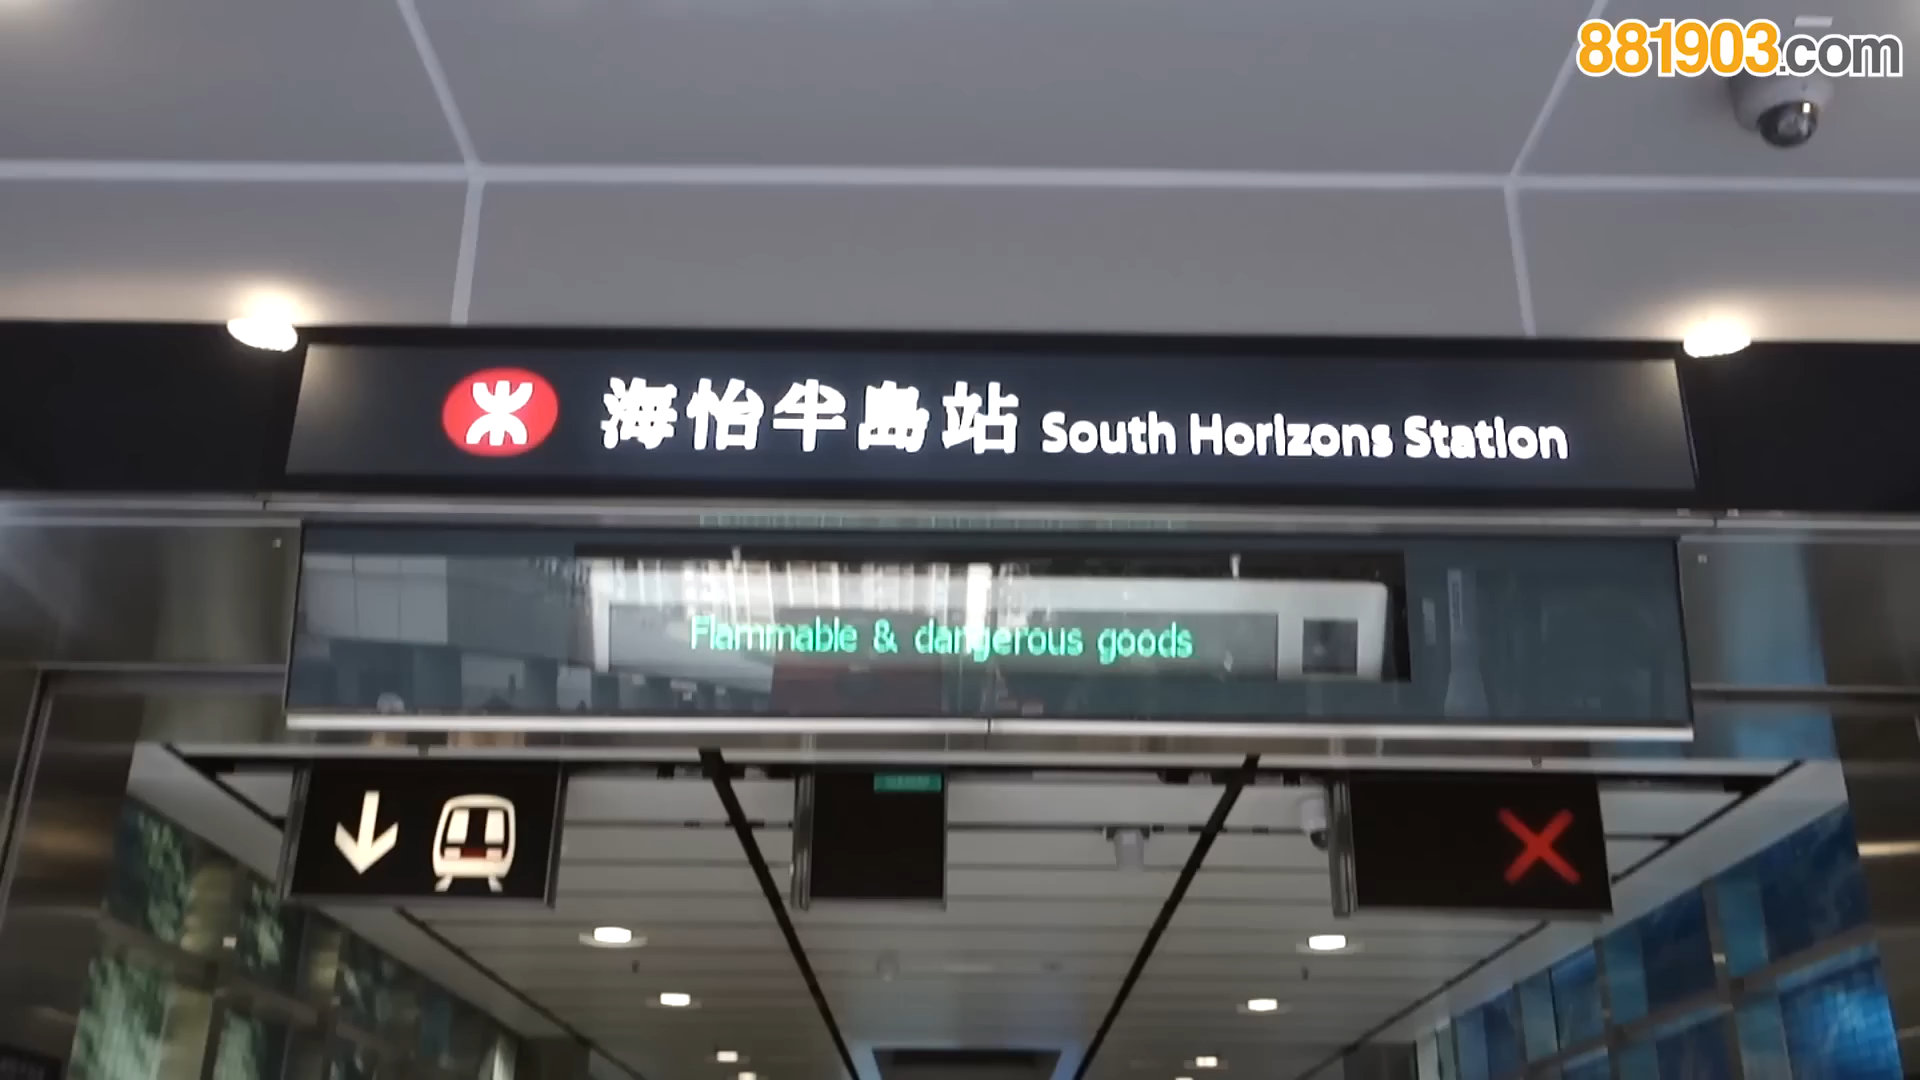 881903.com
海怡半島站 South Horizons Station
Flammable & dangerous goods